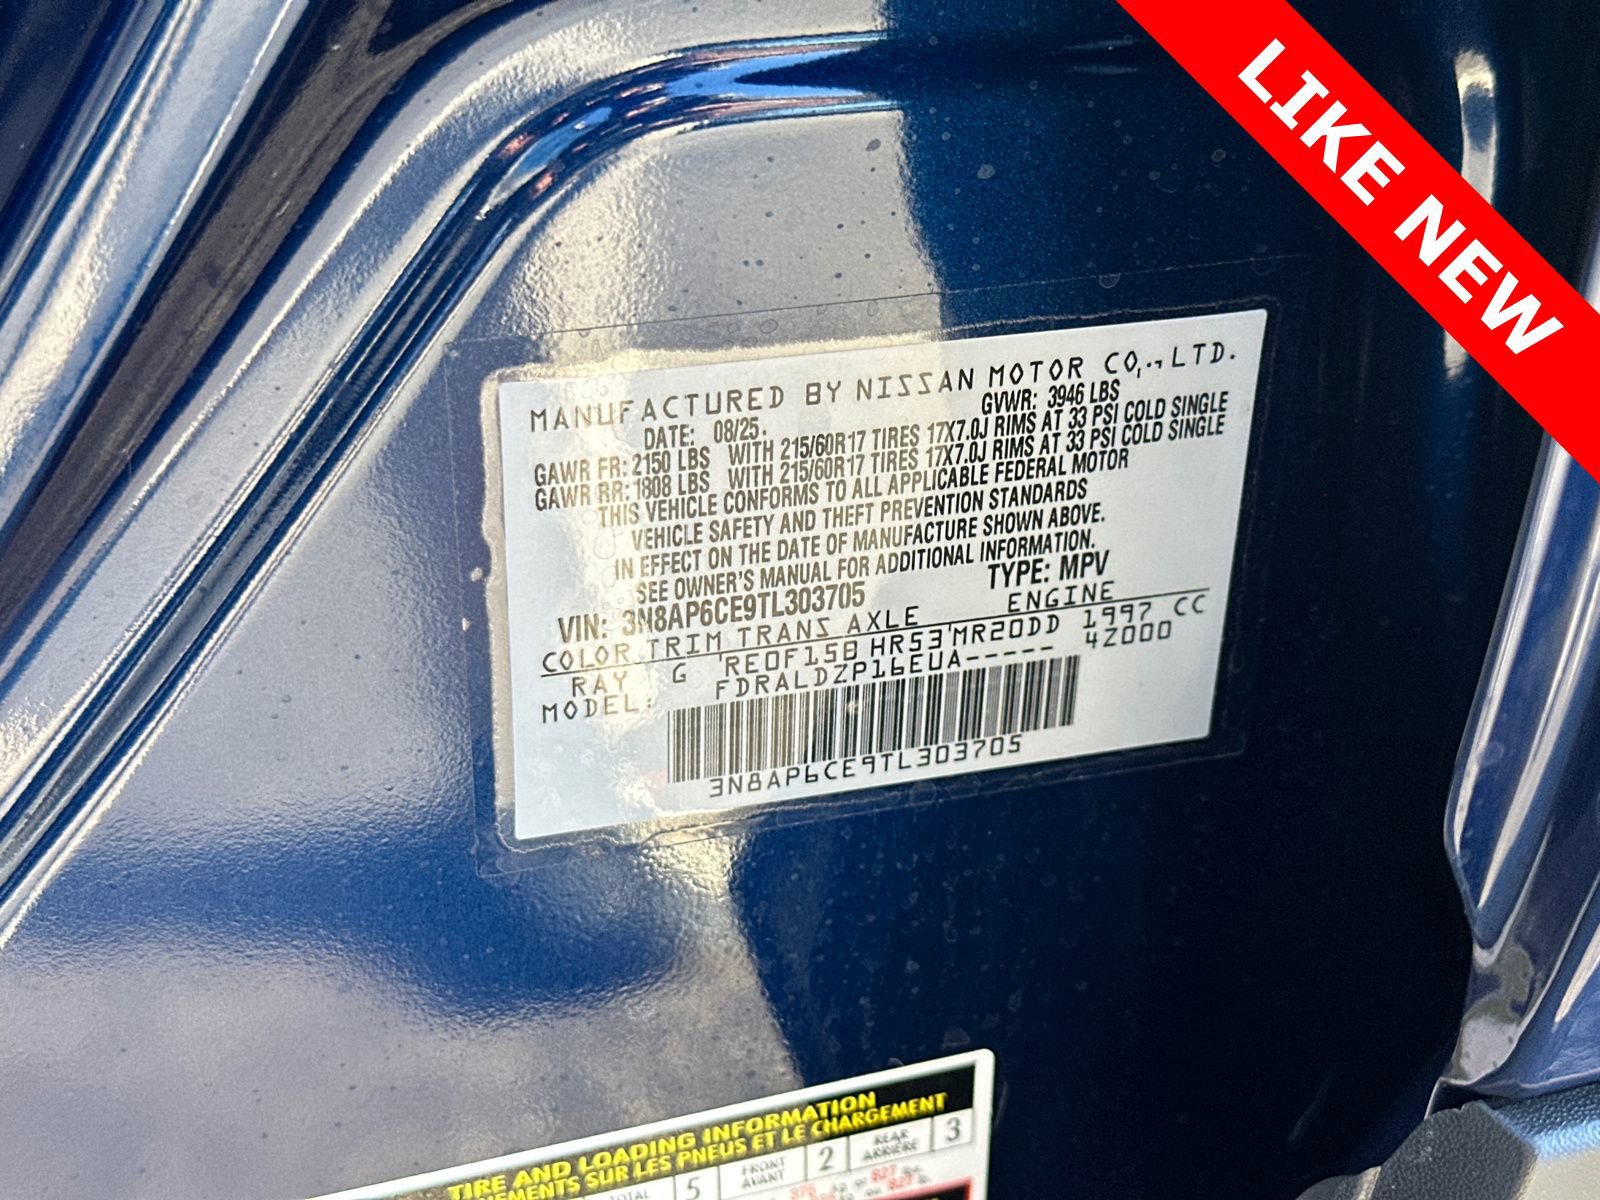 LIKE NEW
MANUFACTURED BY NISSAN MOTOR CO., LTD.
DATE: 08/25 GVWR: 3946 LBS
GAWR FR: 2150 LBS WITH 215/60R17 TIRES 17X7.0J RIMS AT 33 PSI COLD SINGLE
GAWR RR: 1808 LBS WITH 215/60R17 TIRES 17X7.0J RIMS AT 33 PSI COLD SINGLE
THIS VEHICLE CONFORMS TO ALL APPLICABLE FEDERAL MOTOR
VEHICLE SAFETY AND THEFT PREVENTION STANDARDS
IN EFFECT ON THE DATE OF MANUFACTURE SHOWN ABOVE.
SEE OWNER'S MANUAL FOR ADDITIONAL INFORMATION.
VIN: 3N8AP6CE9TL303705 TYPE: MPV
COLOR TRIM TRANS AXLE ENGINE
RAY G RE0F15B HR53 MR20DD 1997 CC
MODEL: FDRALDZP16EUA----- 4Z000
3N8AP6CE9TL303705
TIRE AND LOADING INFORMATION
SUR LES PNEUS ET LE CHARGEMENT
TOTAL 5 FRONT AVANT 2 REAR ARRIÈRE 3